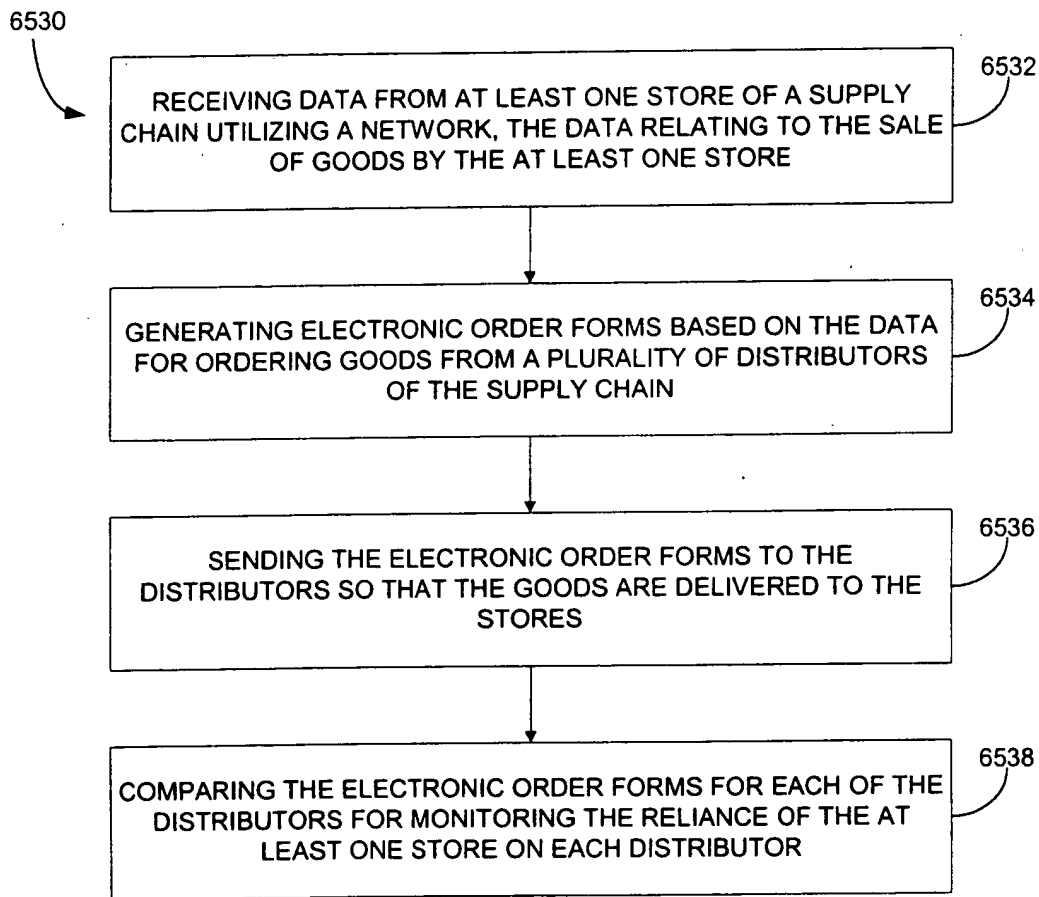 6530
6532
RECEIVING DATA FROM AT LEAST ONE STORE OF A SUPPLY
CHAIN UTILIZING A NETWORK, THE DATA RELATING TO THE SALE
OF GOODS BY THE AT LEAST ONE STORE
6534
GENERATING ELECTRONIC ORDER FORMS BASED ON THE DATA
FOR ORDERING GOODS FROM A PLURALITY OF DISTRIBUTORS
OF THE SUPPLY CHAIN
6536
SENDING THE ELECTRONIC ORDER FORMS TO THE
DISTRIBUTORS SO THAT THE GOODS ARE DELIVERED TO THE
STORES
6538
COMPARING THE ELECTRONIC ORDER FORMS FOR EACH OF THE
DISTRIBUTORS FOR MONITORING THE RELIANCE OF THE AT
LEAST ONE STORE ON EACH DISTRIBUTOR